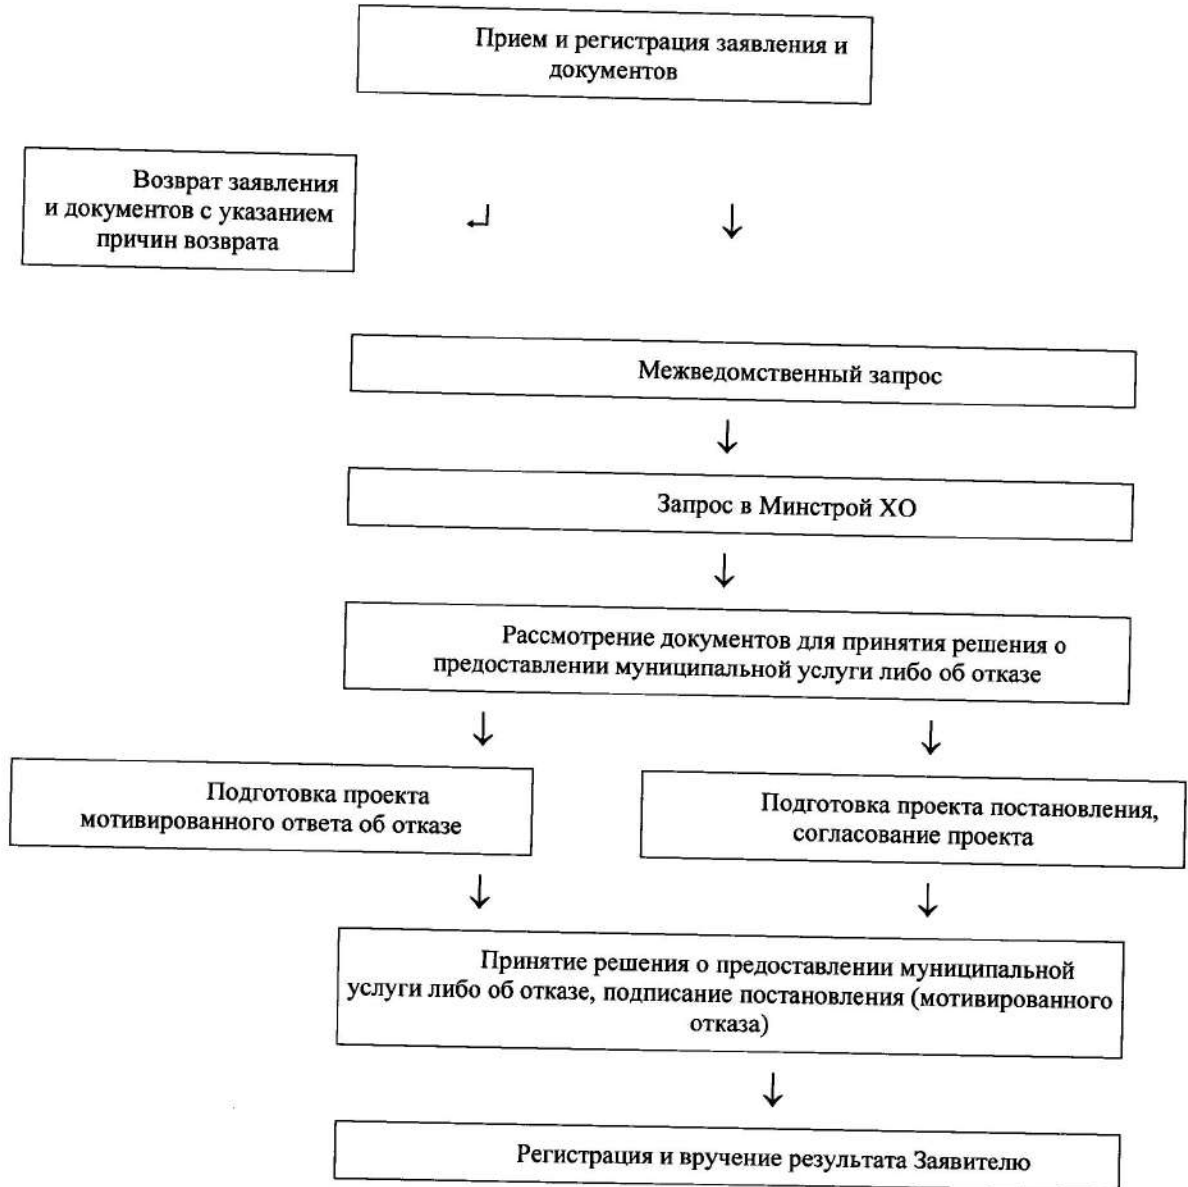 Прием и регистрация заявления и
документов
Возврат заявления
и документов с указанием
причин возврата
Межведомственный запрос
Запрос в Минстрой ХО
Рассмотрение документов для принятия решения о
предоставлении муниципальной услуги либо об отказе
Подготовка проекта
мотивированного ответа об отказе
Подготовка проекта постановления,
согласование проекта
Принятие решения о предоставлении муниципальной
услуги либо об отказе, подписание постановления (мотивированного
отказа)
Регистрация и вручение результата Заявителю